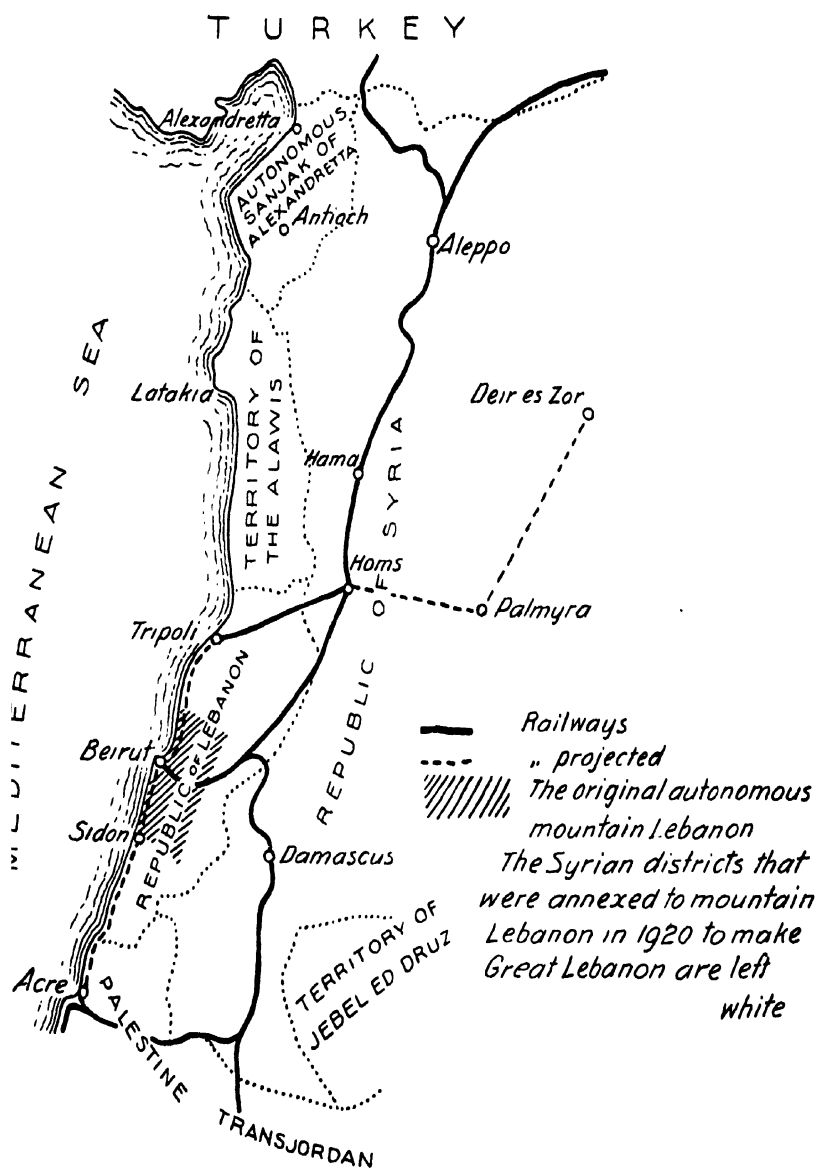 TURKEY
Alexandretta
AUTONOMOUS
SANJAK OF
ALEXANDRETTA
Antioch
Aleppo
MEDITERRANEAN SEA
Latakia
TERRITORY OF
THE ALAWIS
Deir es Zor
Hama
REPUBLIC OF SYRIA
Homs
Palmyra
Tripoli
REPUBLIC OF LEBANON
Beirut
Sidon
Damascus
Acre
PALESTINE
TERRITORY OF
JEBEL ED DRUZ
TRANSJORDAN
Railways
„ projected
The original autonomous
mountain Lebanon
The Syrian districts that
were annexed to mountain
Lebanon in 1920 to make
Great Lebanon are left
white